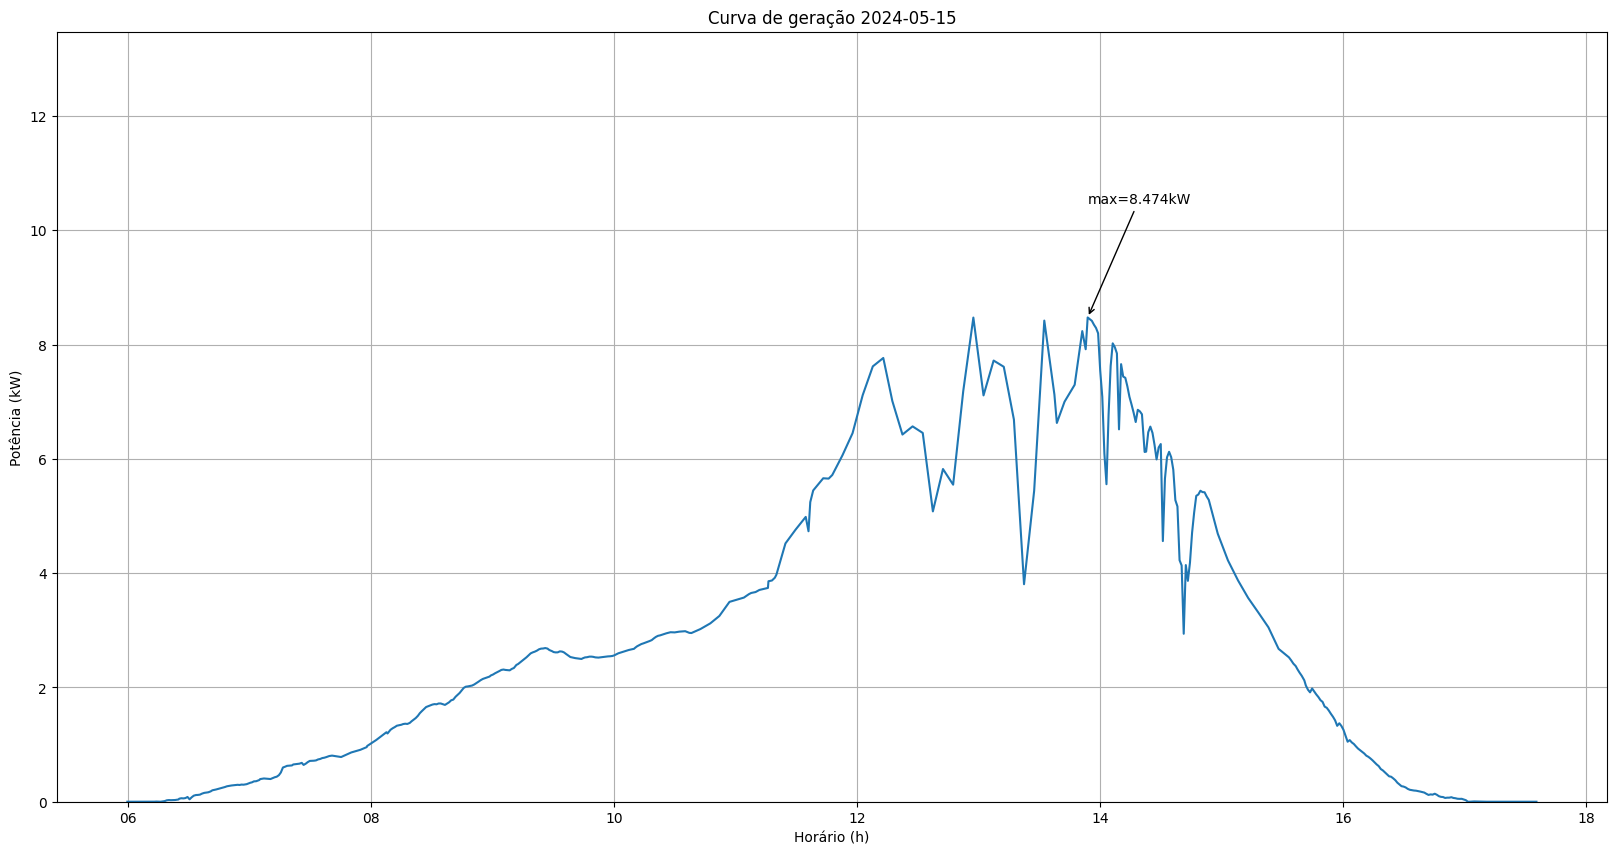 Curva de geração 2024-05-15
12
10
8
6
4
2
0
Potência (kW)
max=8.474kW
06 08 10 12 14 16 18
Horário (h)